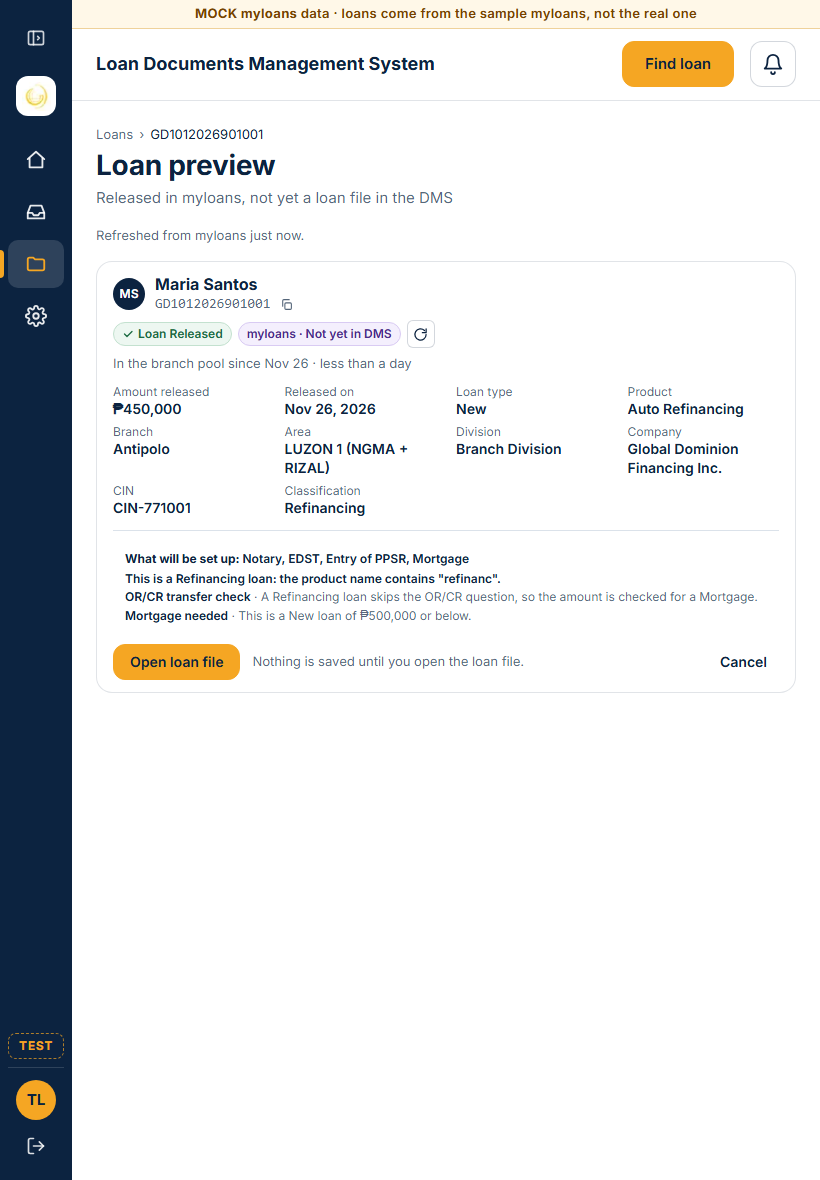 MOCK myloans data · loans come from the sample myloans, not the real one
Loan Documents Management System
Find loan
Loans › GD1012026901001
Loan preview
Released in myloans, not yet a loan file in the DMS
Refreshed from myloans just now.
MS
Maria Santos
GD1012026901001
Loan Released
myloans · Not yet in DMS
In the branch pool since Nov 26 · less than a day
Amount released
₱450,000
Released on
Nov 26, 2026
Loan type
New
Product
Auto Refinancing
Branch
Antipolo
Area
LUZON 1 (NGMA +
RIZAL)
Division
Branch Division
Company
Global Dominion
Financing Inc.
CIN
CIN-771001
Classification
Refinancing
What will be set up: Notary, EDST, Entry of PPSR, Mortgage
This is a Refinancing loan: the product name contains "refinanc".
OR/CR transfer check · A Refinancing loan skips the OR/CR question, so the amount is checked for a Mortgage.
Mortgage needed · This is a New loan of ₱500,000 or below.
Open loan file
Nothing is saved until you open the loan file.
Cancel
TEST
TL